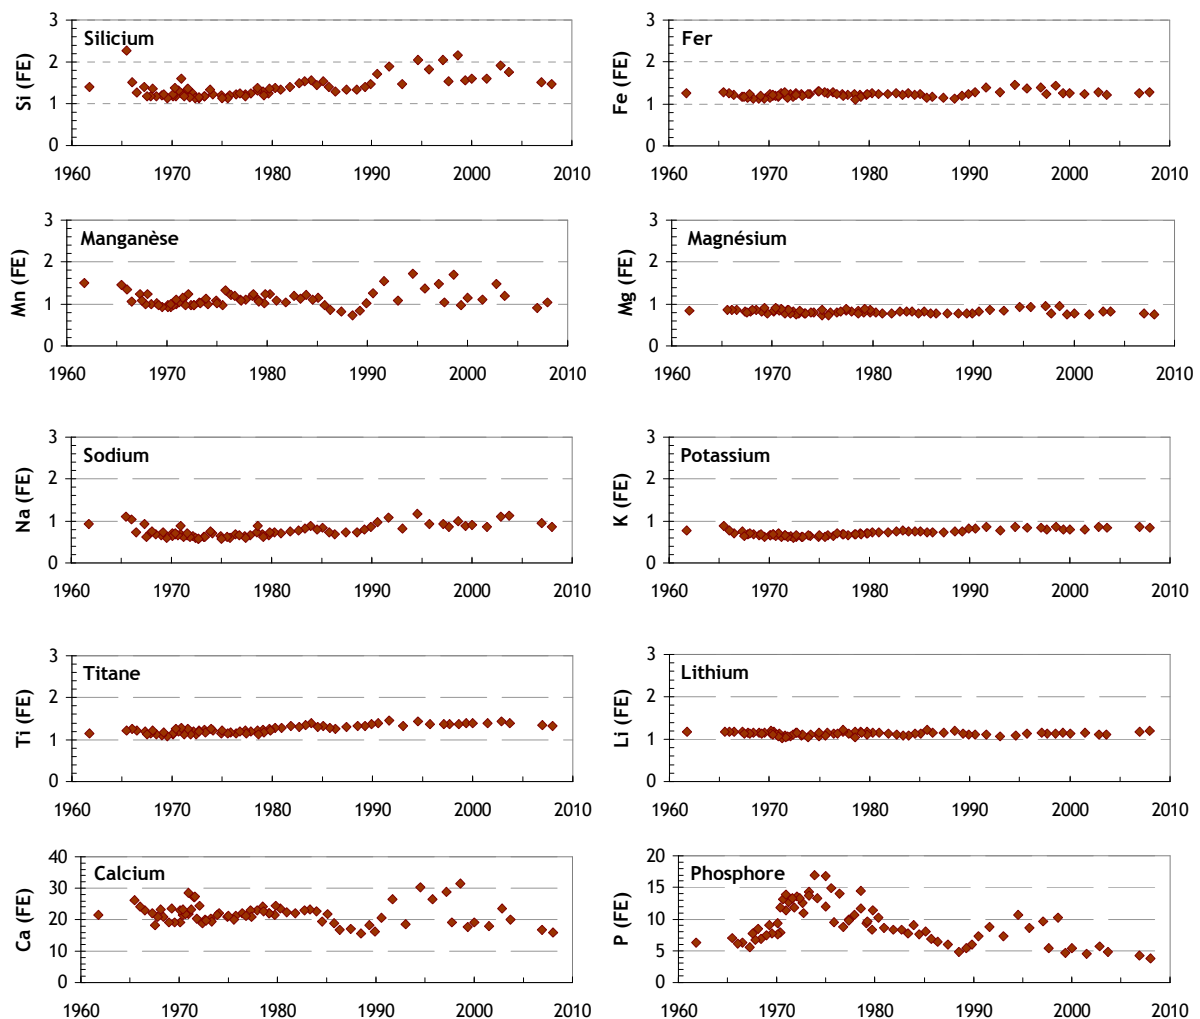 Silicium
Si (FE)
3
2
1
0
1960 1970 1980 1990 2000 2010
Fer
Fe (FE)
3
2
1
0
1960 1970 1980 1990 2000 2010
Manganèse
Mn (FE)
3
2
1
0
1960 1970 1980 1990 2000 2010
Magnésium
Mg (FE)
3
2
1
0
1960 1970 1980 1990 2000 2010
Sodium
Na (FE)
3
2
1
0
1960 1970 1980 1990 2000 2010
Potassium
K (FE)
3
2
1
0
1960 1970 1980 1990 2000 2010
Titane
Ti (FE)
3
2
1
0
1960 1970 1980 1990 2000 2010
Lithium
Li (FE)
3
2
1
0
1960 1970 1980 1990 2000 2010
Calcium
Ca (FE)
40
30
20
10
0
1960 1970 1980 1990 2000 2010
Phosphore
P (FE)
20
15
10
5
0
1960 1970 1980 1990 2000 2010